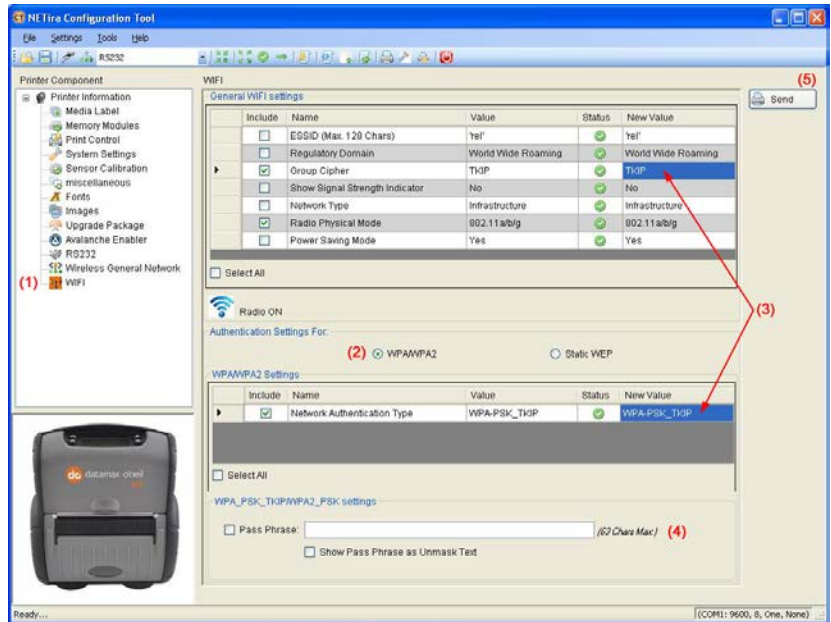 NETira Configuration Tool
File Settings Tools Help
RS232
Printer Component
Printer Information
Media Label
Memory Modules
Print Control
System Settings
Sensor Calibration
miscellaneous
Fonts
Images
Upgrade Package
Avalanche Enabler
RS232
Wireless General Network
(1) WIFI
datamax·oneil
WIFI
General WIFI settings
Include Name Value Status New Value
ESSID (Max. 128 Chars) 'rel' 'rel'
Regulatory Domain World Wide Roaming World Wide Roaming
Group Cipher TKIP TKIP
Show Signal Strength Indicator No No
Network Type Infrastructure Infrastructure
Radio Physical Mode 802.11a/b/g 802.11a/b/g
Power Saving Mode Yes Yes
Select All
Radio ON
Authentication Settings For:
(2) WPA/WPA2 Static WEP
(3)
WPA/WPA2 Settings
Include Name Value Status New Value
Network Authentication Type WPA-PSK_TKIP WPA-PSK_TKIP
Select All
WPA_PSK_TKIP/WPA2_PSK settings
Pass Phrase: (63 Chars Max.) (4)
Show Pass Phrase as Unmask Text
(5)
Send
Ready... (COM1: 9600, 8, One, None)